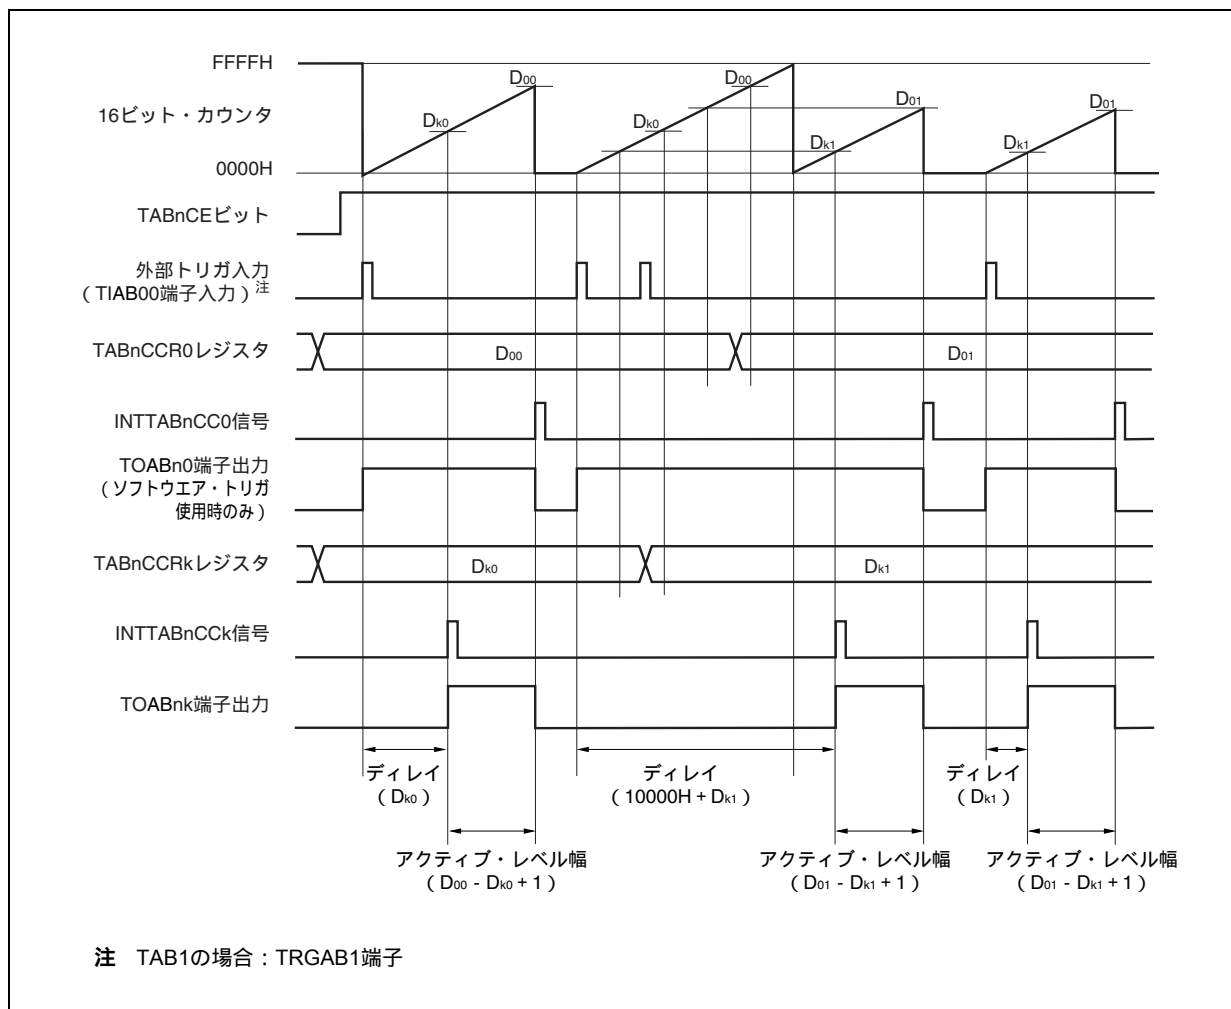 FFFFH
D00
D00
16ビット・カウンタ
Dk0
Dk0
D01
D01
Dk1
Dk1
0000H
TABnCEビット
外部トリガ入力
（TIAB00端子入力）注
TABnCCR0レジスタ
D00
D01
INTTABnCC0信号
TOABn0端子出力
（ソフトウエア・トリガ
使用時のみ）
TABnCCRkレジスタ
Dk0
Dk1
INTTABnCCk信号
TOABnk端子出力
ディレイ
（Dk0）
ディレイ
（10000H + Dk1）
ディレイ
（Dk1）
アクティブ・レベル幅
（D00 - Dk0 + 1）
アクティブ・レベル幅
（D01 - Dk1 + 1）
アクティブ・レベル幅
（D01 - Dk1 + 1）
注 TAB1の場合：TRGAB1端子